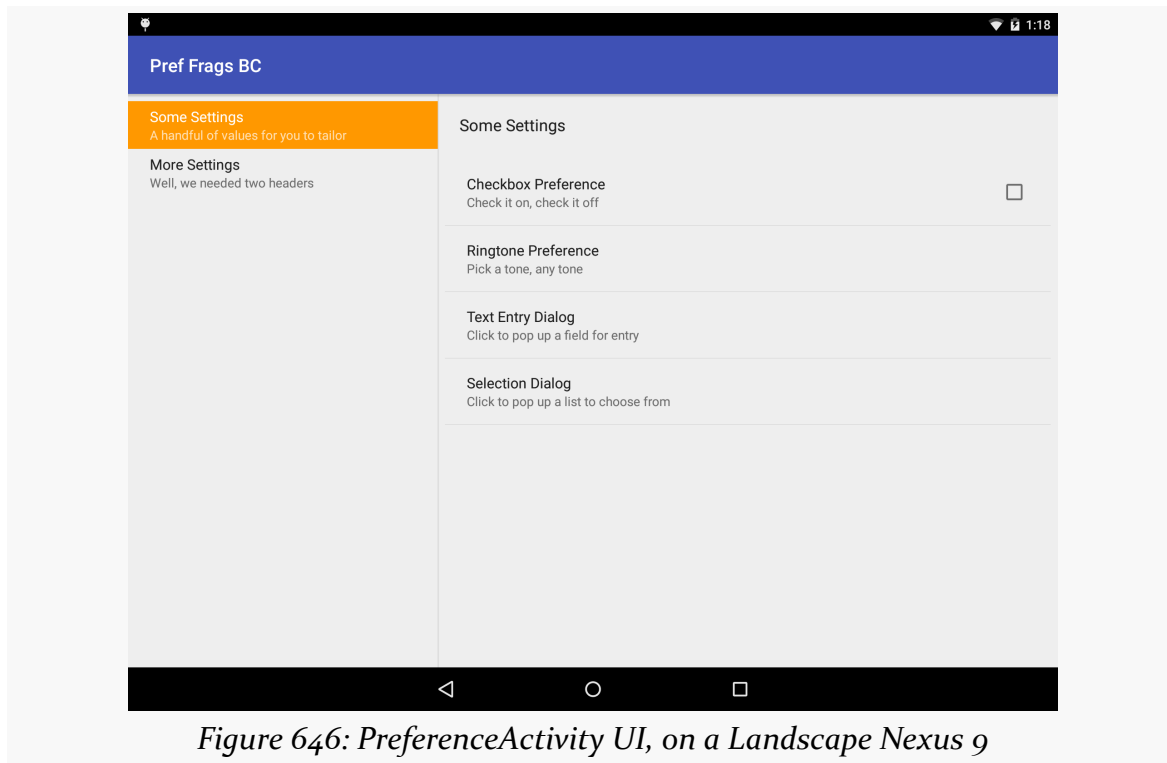 1:18
Pref Frags BC
Some Settings
A handful of values for you to tailor
More Settings
Well, we needed two headers
Some Settings
Checkbox Preference
Check it on, check it off
Ringtone Preference
Pick a tone, any tone
Text Entry Dialog
Click to pop up a field for entry
Selection Dialog
Click to pop up a list to choose from
Figure 646: PreferenceActivity UI, on a Landscape Nexus 9